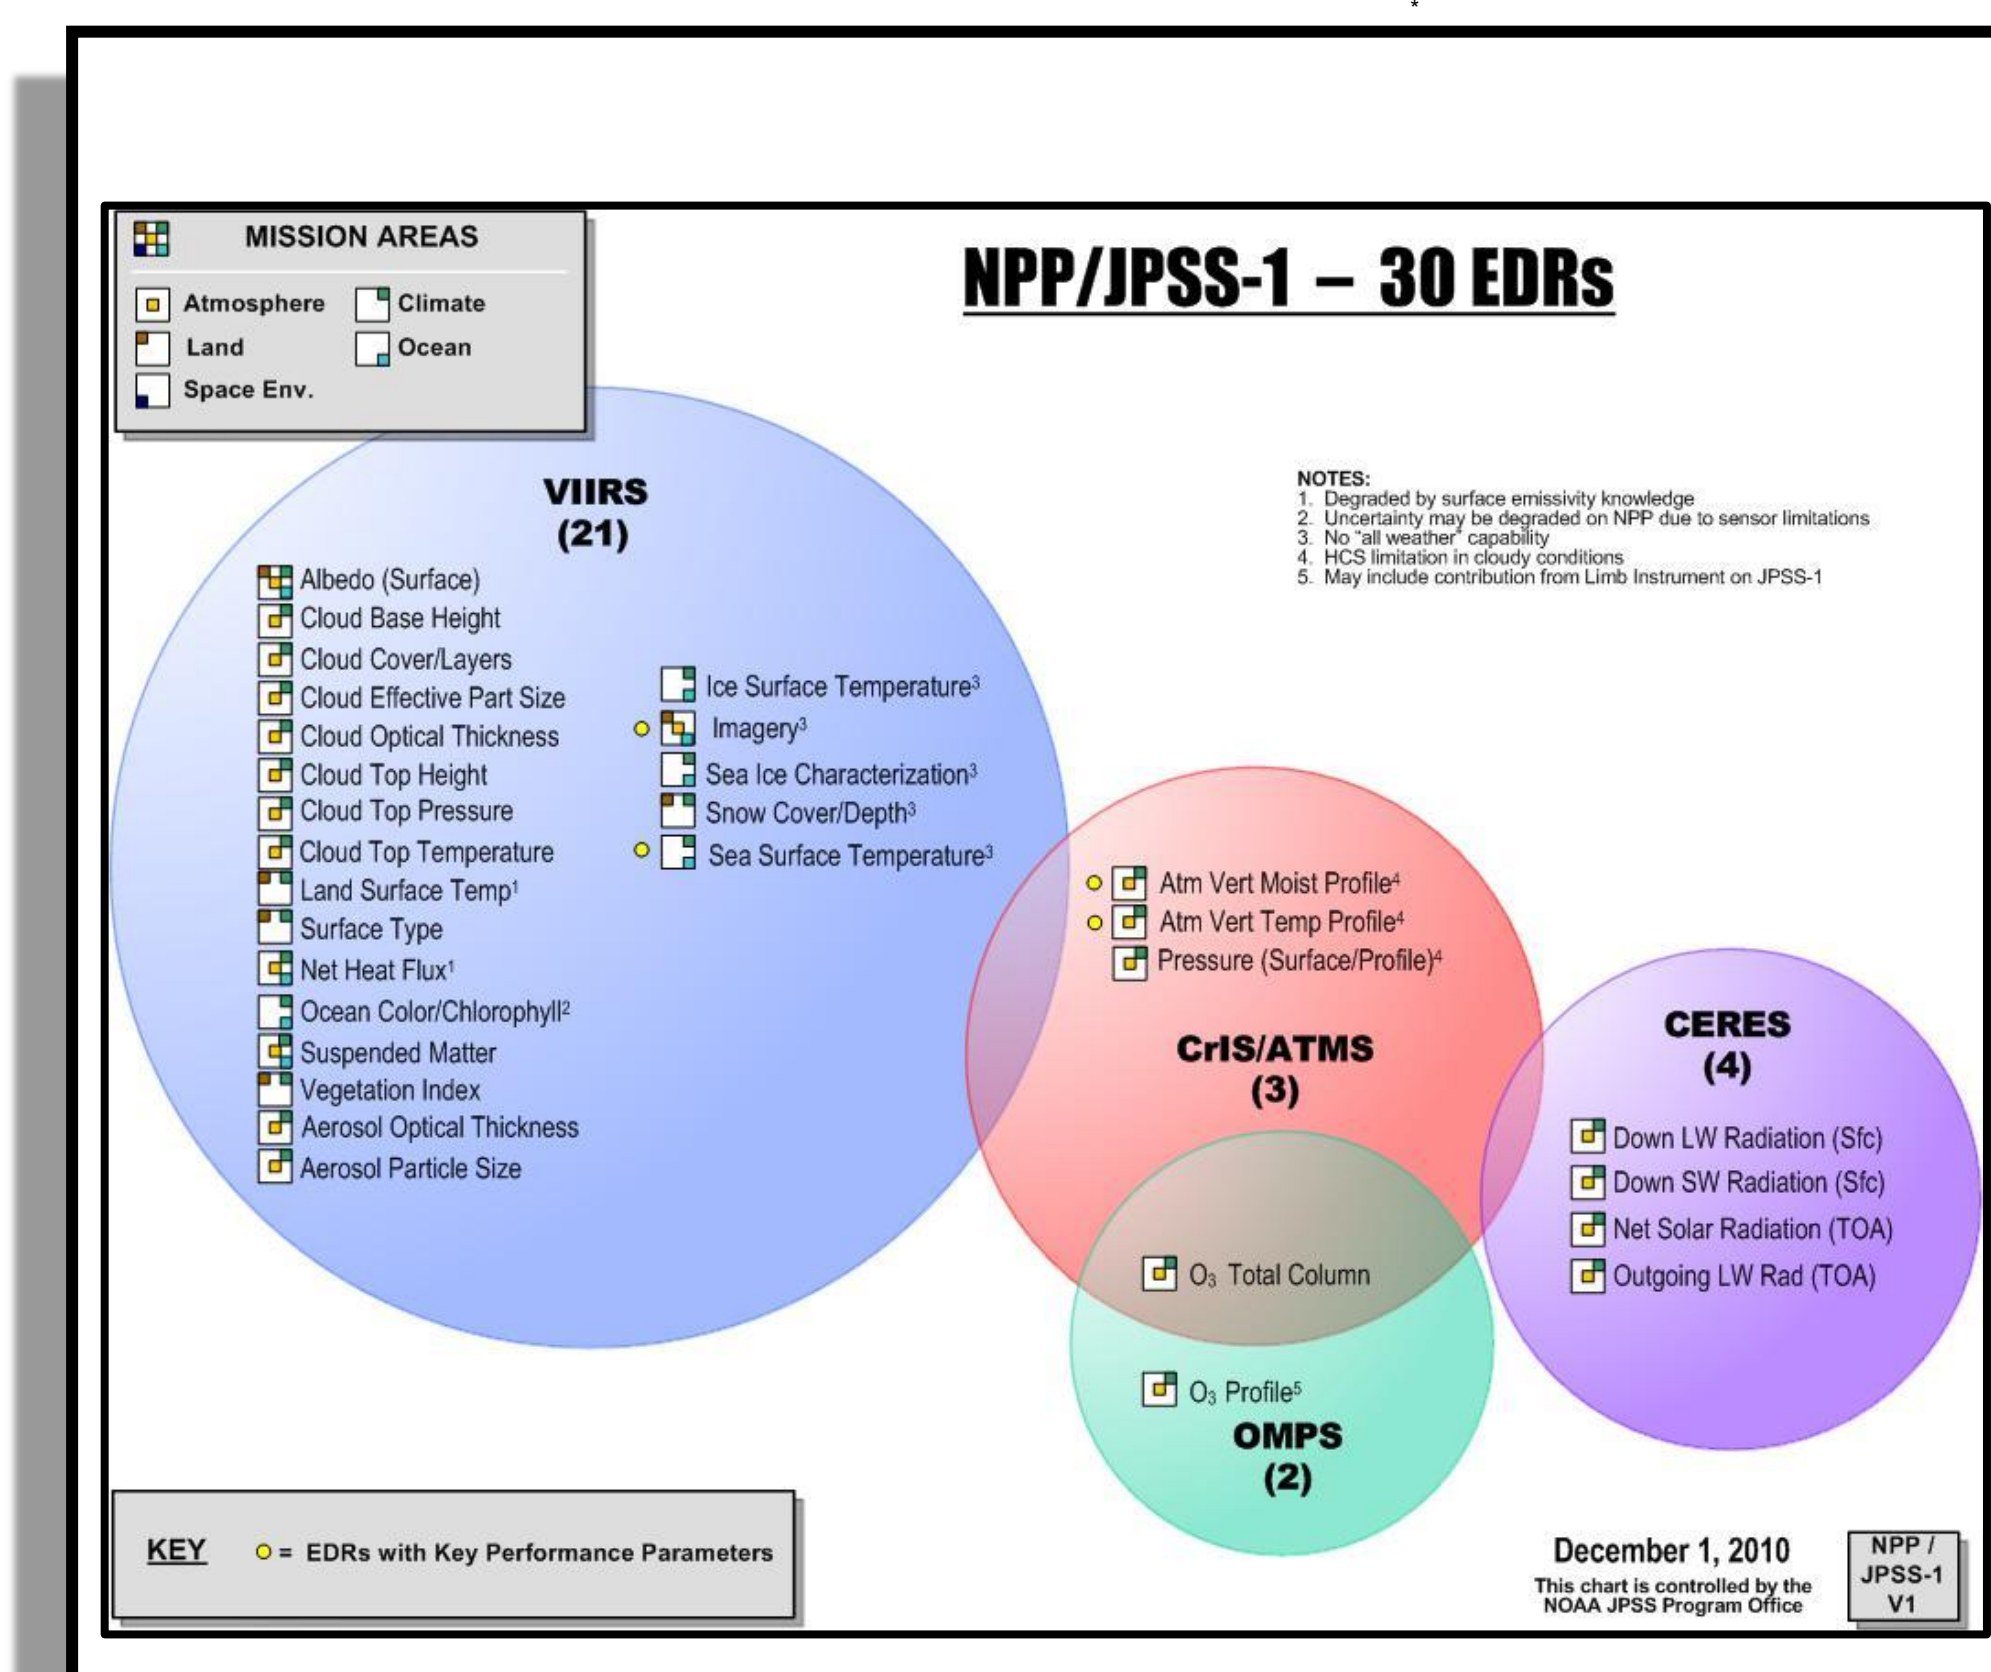 *
MISSION AREAS
Atmosphere
Climate
Land
Ocean
Space Env.
NPP/JPSS-1 – 30 EDRs
NOTES:
1. Degraded by surface emissivity knowledge
2. Uncertainty may be degraded on NPP due to sensor limitations
3. No "all weather" capability
4. HCS limitation in cloudy conditions
5. May include contribution from Limb Instrument on JPSS-1
VIIRS
(21)
Albedo (Surface)
Cloud Base Height
Cloud Cover/Layers
Cloud Effective Part Size
Cloud Optical Thickness
Cloud Top Height
Cloud Top Pressure
Cloud Top Temperature
Land Surface Temp¹
Surface Type
Net Heat Flux¹
Ocean Color/Chlorophyll²
Suspended Matter
Vegetation Index
Aerosol Optical Thickness
Aerosol Particle Size
Ice Surface Temperature³
Imagery³
Sea Ice Characterization³
Snow Cover/Depth³
Sea Surface Temperature³
Atm Vert Moist Profile⁴
Atm Vert Temp Profile⁴
Pressure (Surface/Profile)⁴
CrIS/ATMS
(3)
O₃ Total Column
O₃ Profile⁵
OMPS
(2)
CERES
(4)
Down LW Radiation (Sfc)
Down SW Radiation (Sfc)
Net Solar Radiation (TOA)
Outgoing LW Rad (TOA)
KEY
= EDRs with Key Performance Parameters
December 1, 2010
This chart is controlled by the
NOAA JPSS Program Office
NPP /
JPSS-1
V1